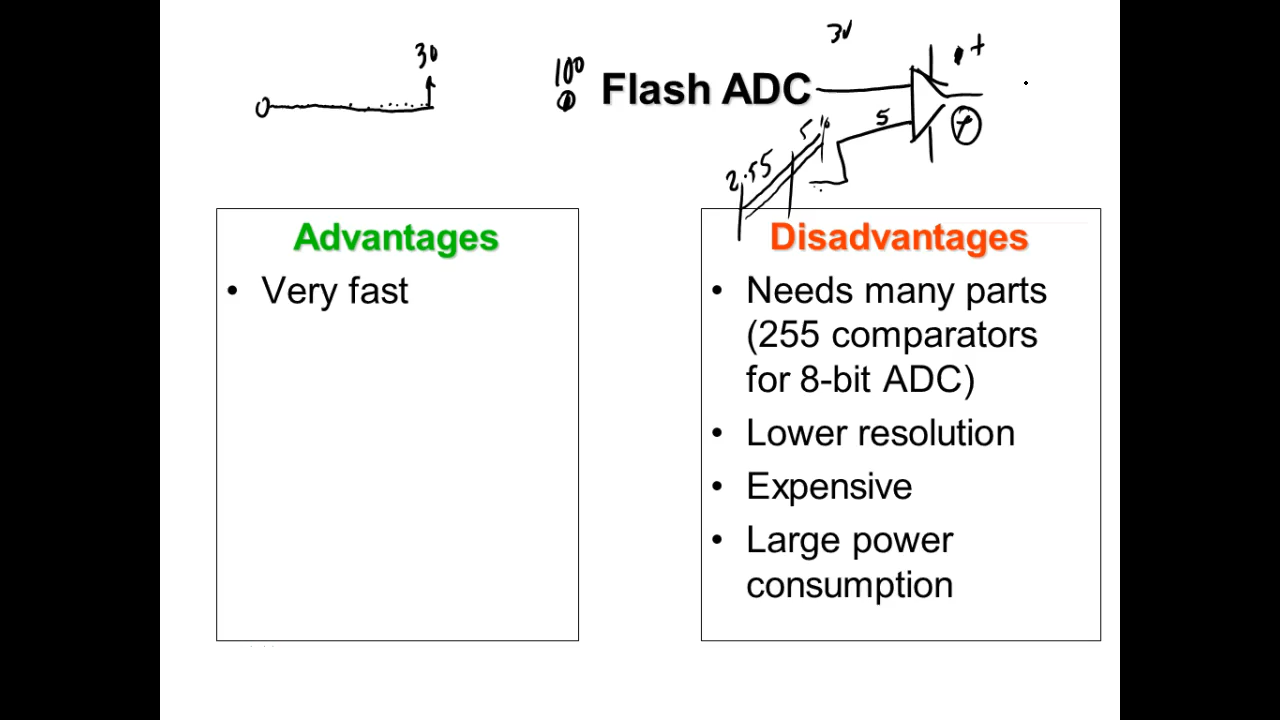 30
100
Flash ADC
5
2.55
Advantages
• Very fast
Disadvantages
• Needs many parts
(255 comparators
for 8-bit ADC)
• Lower resolution
• Expensive
• Large power
consumption